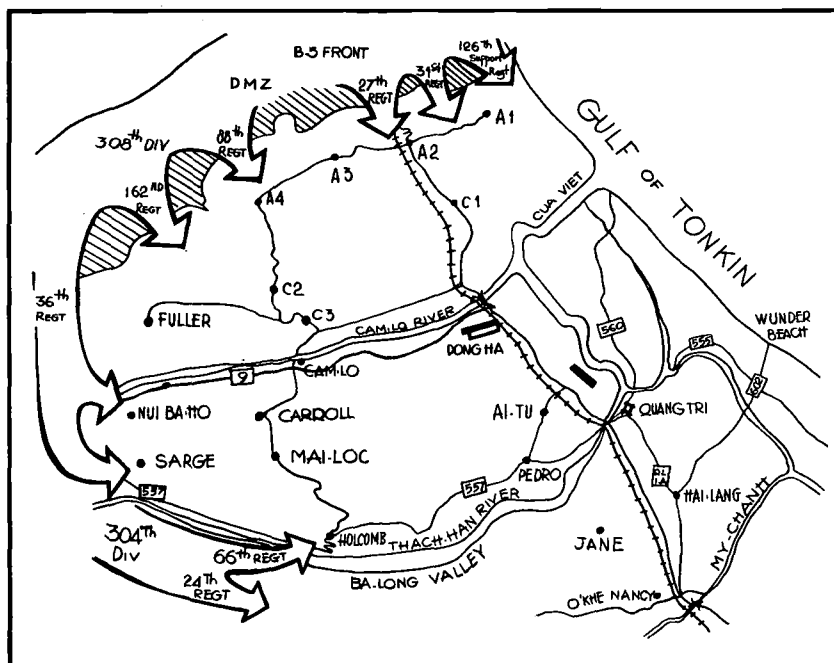 B-5 FRONT
DMZ
126th
Support
Regt
31st
REGT
27th
REGT
88th
REGT
308th DIV
162ND
REGT
36th
REGT
A1
A2
A3
A4
C1
C2
C3
FULLER
GULF OF TONKIN
CUA VIET
CAM-LO RIVER
DONG HA
9
CAM-LO
NUI BA-HO
CARROLL
SARGE
MAI-LOC
AI-TU
PEDRO
QUANG TRI
560
555
602
WUNDER
BEACH
557
557
HOLCOMB
THACH-HAN RIVER
BA-LONG VALLEY
304Th
DIV
66th REGT
24Th
REGT
HAI-LANG
JANE
MY-CHANH
O'KHE NANCY